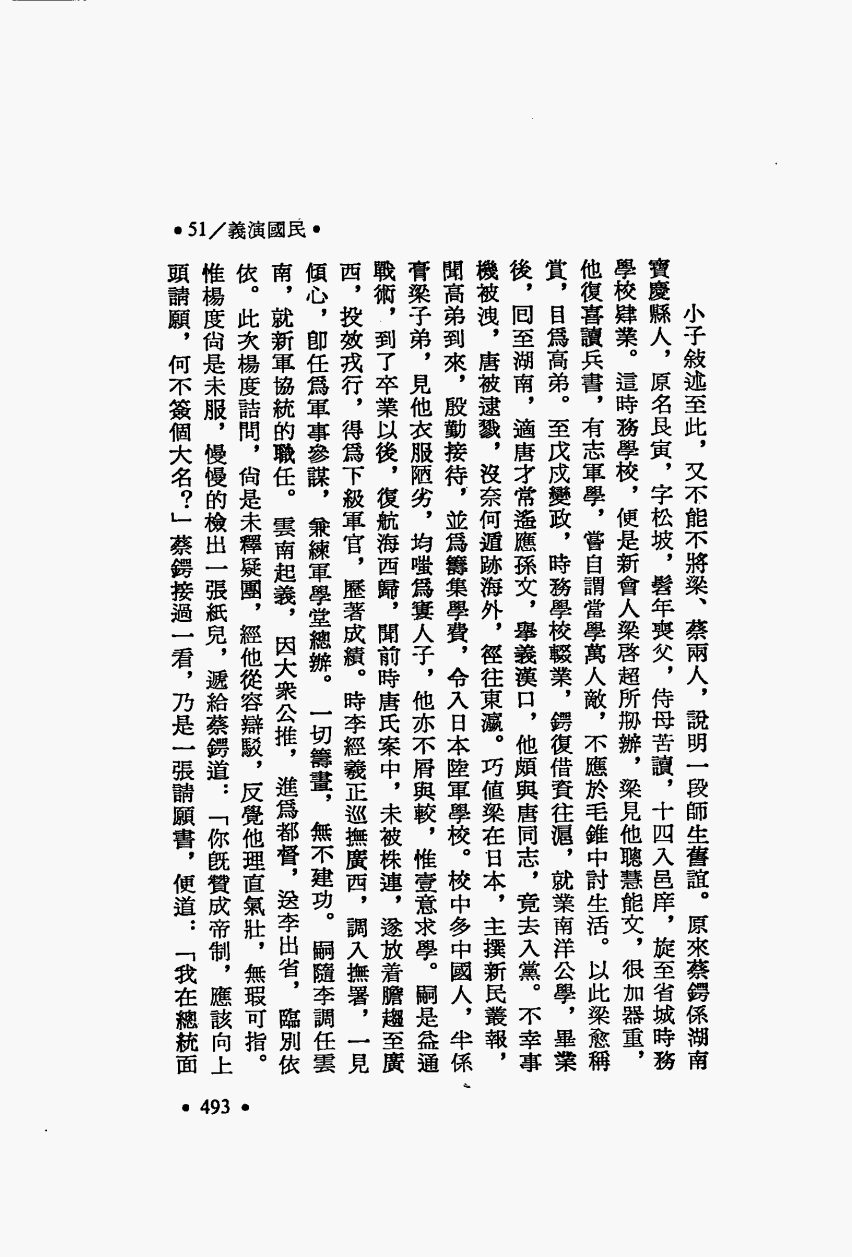 •51／義演國民•
小子敍述至此，又不能不將梁、蔡兩人，說明一段師生舊誼。原來蔡鍔係湖南
寶慶縣人，原名艮寅，字松坡，髫年喪父，侍母苦讀，十四入邑庠，旋至省城時務
學校肄業。這時務學校，便是新會人梁啓超所刱辦，梁見他聰慧能文，很加器重，
他復喜讀兵書，有志軍學，嘗自謂當學萬人敵，不應於毛錐中討生活。以此梁愈稱
賞，目爲高弟。至戊戌變政，時務學校輟業，鍔復借資往滬，就業南洋公學，畢業
後，囘至湖南，適唐才常遙應孫文，舉義漢口，他頗與唐同志，竟去入黨。不幸事
機被洩，唐被逮戮，沒奈何遁跡海外，徑往東瀛。巧值梁在日本，主撰新民叢報，
聞高弟到來，殷勤接待，並爲籌集學費，令入日本陸軍學校。校中多中國人，半係
膏粱子弟，見他衣服陋劣，均嗤爲寠人子，他亦不屑與較，惟壹意求學。嗣是益通
戰術，到了卒業以後，復航海西歸，聞前時唐氏案中，未被株連，遂放着膽趨至廣
西，投效戎行，得爲下級軍官，歷著成績。時李經羲正巡撫廣西，調入撫署，一見
傾心，卽任爲軍事參謀，兼練軍學堂總辦。一切籌畫，無不建功。嗣隨李調任雲
南，就新軍協統的職任。雲南起義，因大衆公推，進爲都督，送李出省，臨別依
依。此次楊度詰問，尙是未釋疑團，經他從容辯駁，反覺他理直氣壯，無瑕可指。
惟楊度尙是未服，慢慢的檢出一張紙兒，遞給蔡鍔道：「你旣贊成帝制，應該向上
頭請願，何不簽個大名？」蔡鍔接過一看，乃是一張請願書，便道：「我在總統面
•493•